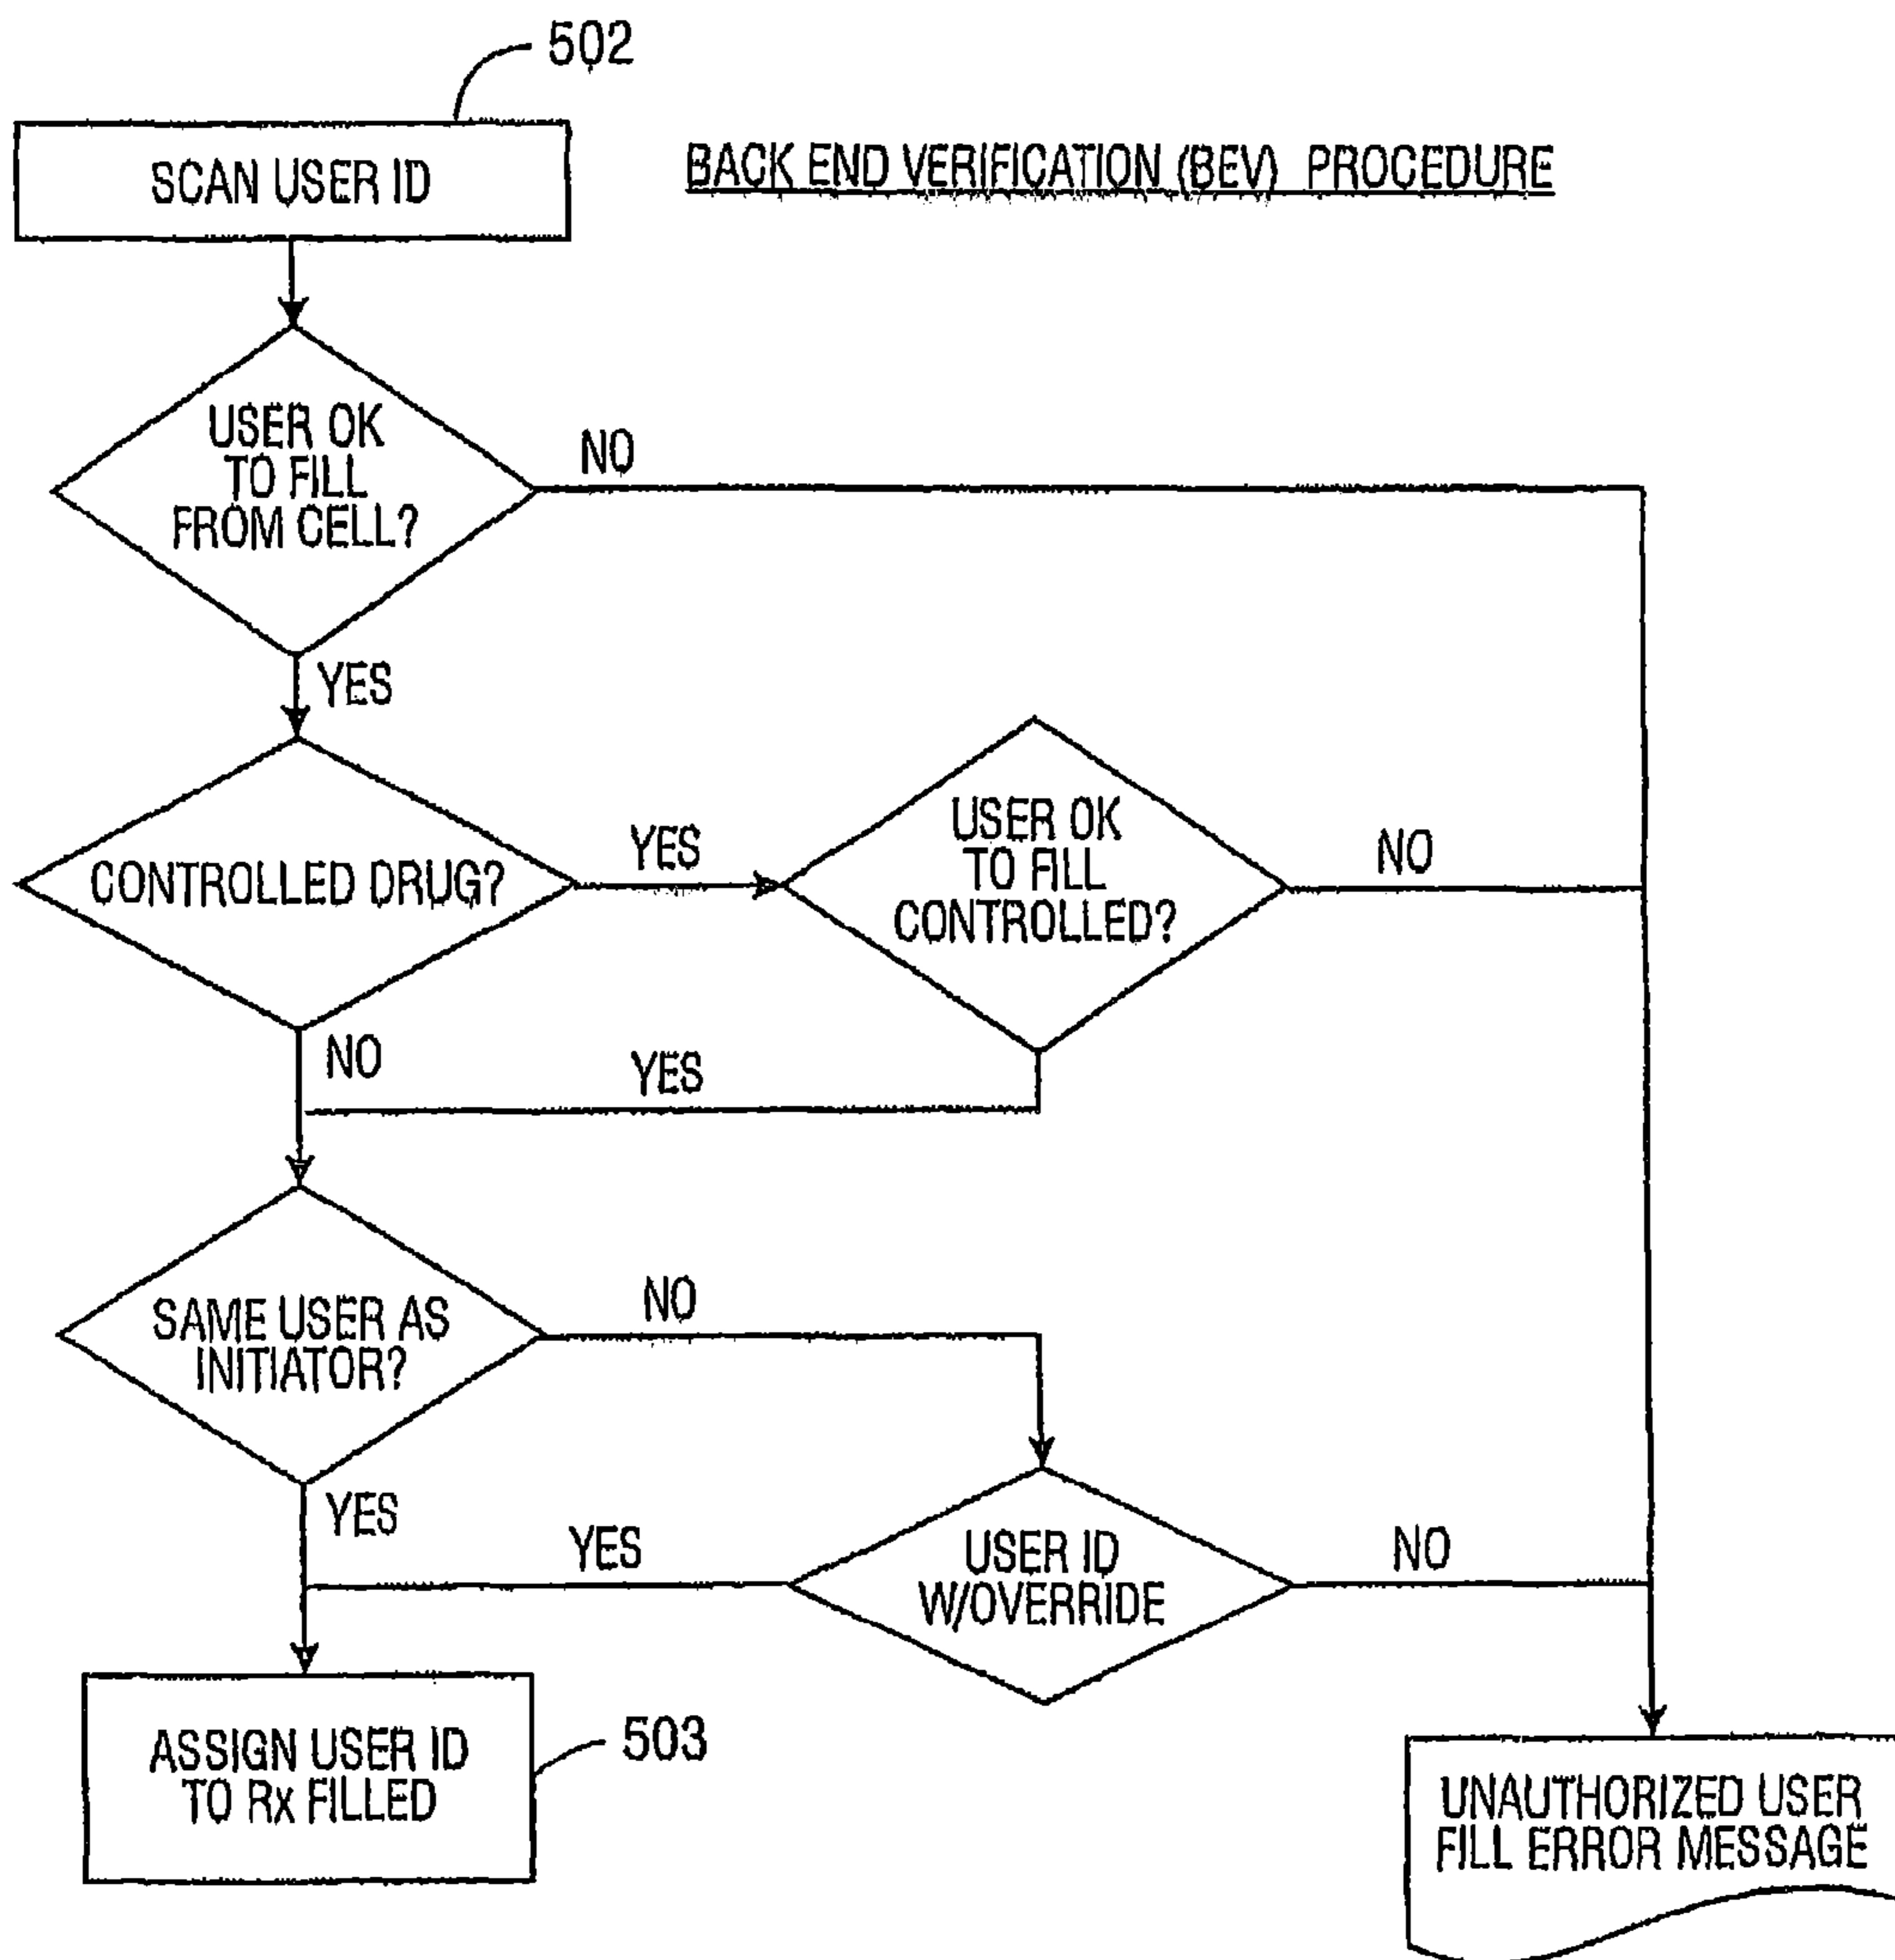 502
SCAN USER ID
BACK END VERIFICATION (BEV) PROCEDURE
USER OK
TO FILL
FROM CELL?
NO
YES
CONTROLLED DRUG?
YES
USER OK
TO FILL
CONTROLLED?
NO
NO
YES
SAME USER AS
INITIATOR?
NO
YES
YES
USER ID
W/OVERRIDE
NO
ASSIGN USER ID
TO Rx FILLED
503
UNAUTHORIZED USER
FILL ERROR MESSAGE